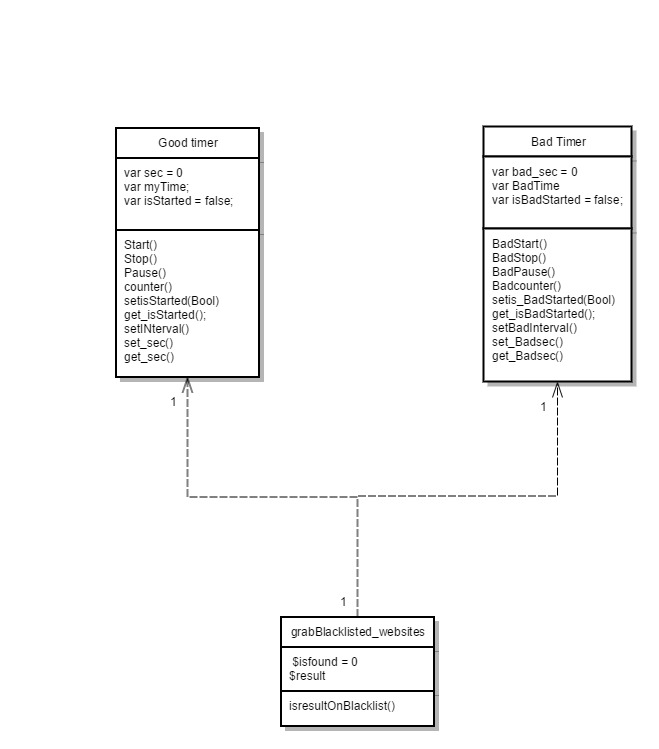 Good timer
var sec = 0
var myTime;
var isStarted = false;
Start()
Stop()
Pause()
counter()
setisStarted(Bool)
get_isStarted();
setINterval()
set_sec()
get_sec()
Bad Timer
var bad_sec = 0
var BadTime
var isBadStarted = false;
BadStart()
BadStop()
BadPause()
Badcounter()
setis_BadStarted(Bool)
get_isBadStarted();
setBadInterval()
set_Badsec()
get_Badsec()
1
1
1
grabBlacklisted_websites
$isfound = 0
$result
isresultOnBlacklist()